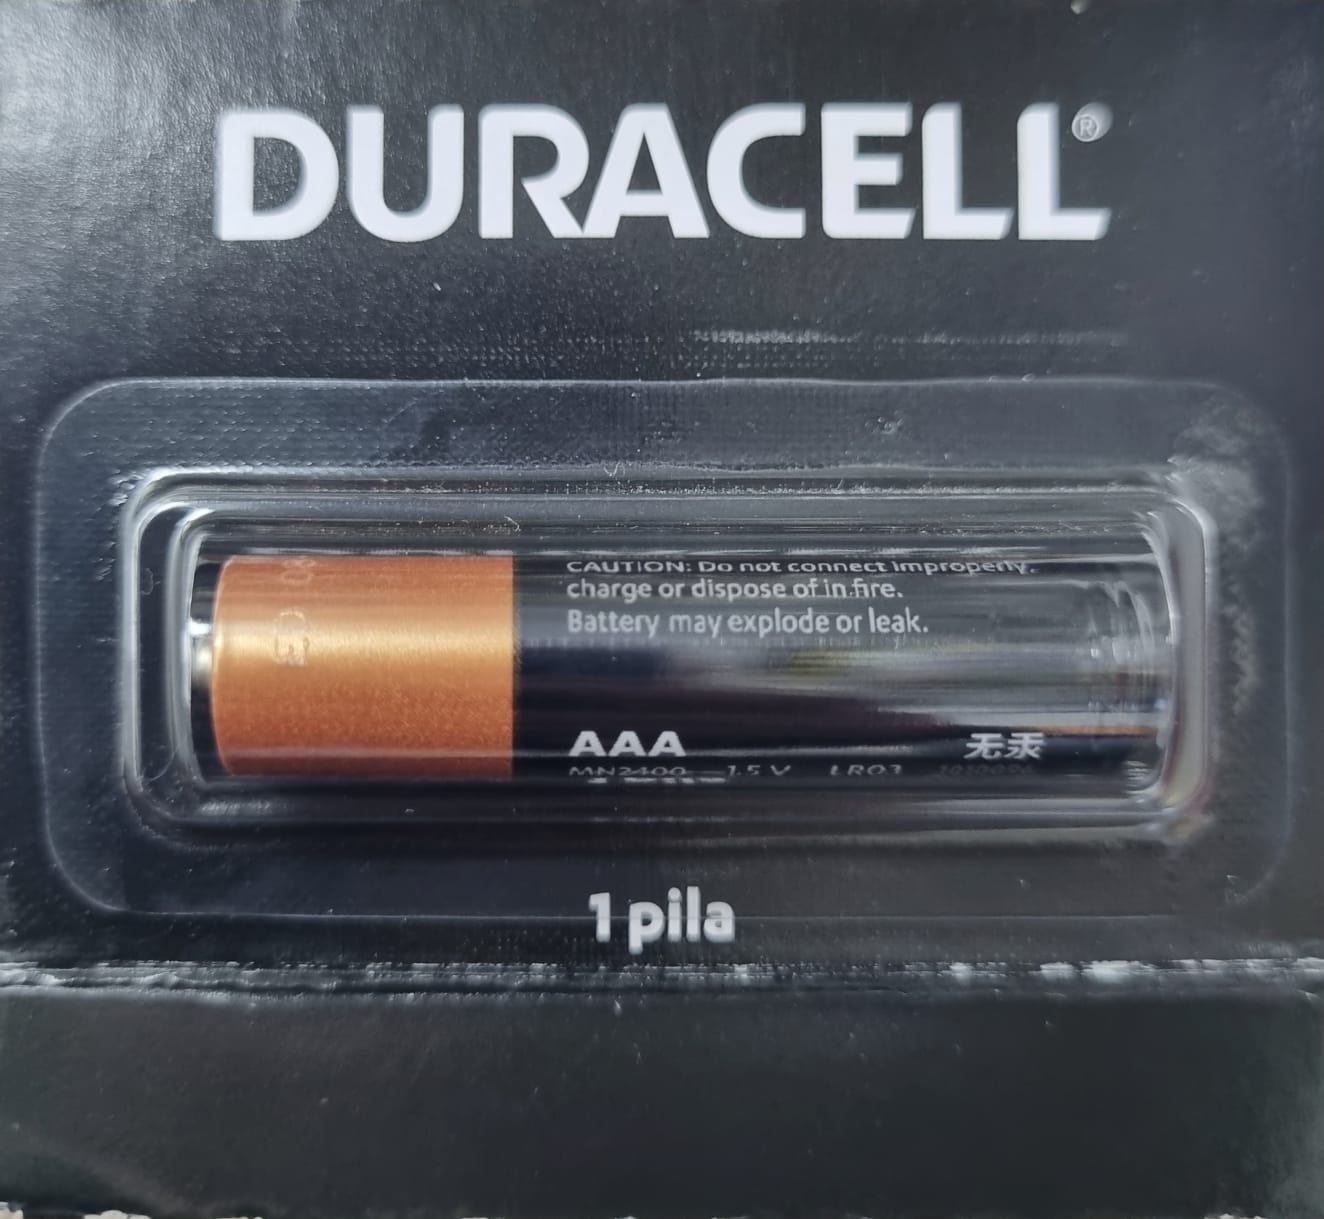 DURACELL®
CAUTION: Do not connect improperly,
charge or dispose of in fire.
Battery may explode or leak.
AAA
无汞
MN2400 1.5 V LR03
1 pila